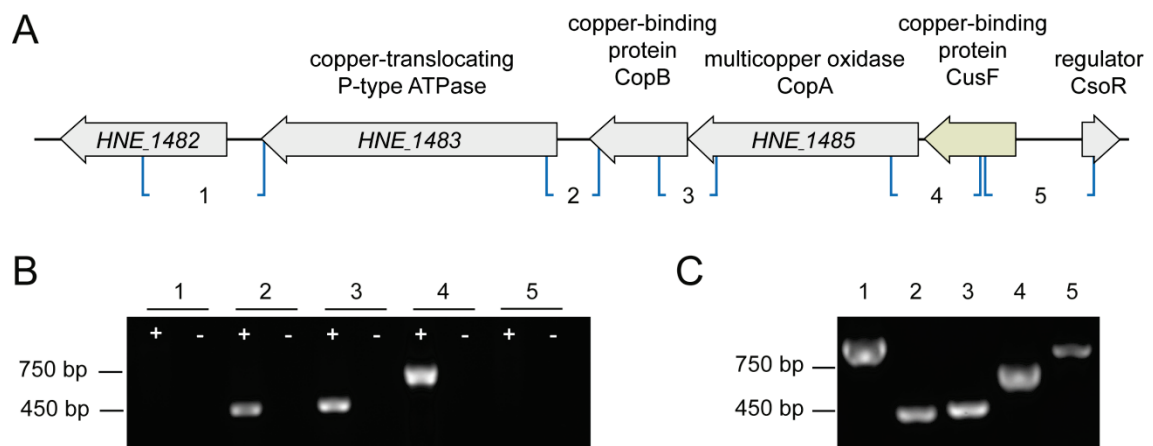 A
copper-translocating
P-type ATPase
copper-binding
protein
CopB
multicopper oxidase
CopA
copper-binding
protein
CusF
regulator
CsoR
HNE_1482
HNE_1483
HNE_1485
1
2
3
4
5
B
1 2 3 4 5
+ - + - + - + - + -
750 bp
450 bp
C
1 2 3 4 5
750 bp
450 bp